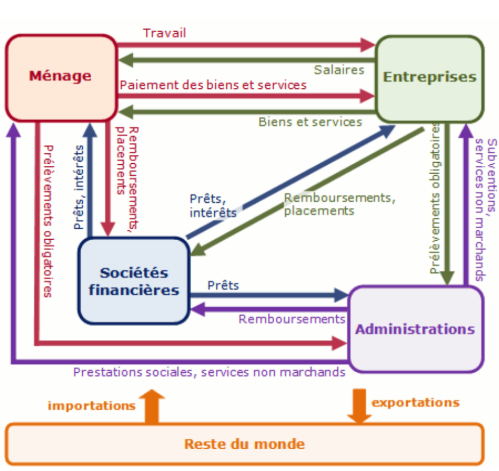 Travail
Ménage
Salaires
Entreprises
Paiement des biens et services
Biens et services
Prélèvements obligatoires
Prêts, intérêts
Remboursements,
placements
Prêts,
intérêts
Remboursements,
placements
Prélèvements obligatoires
Subventions,
services non marchands
Sociétés
financières
Prêts
Remboursements
Administrations
Prestations sociales, services non marchands
importations
exportations
Reste du monde